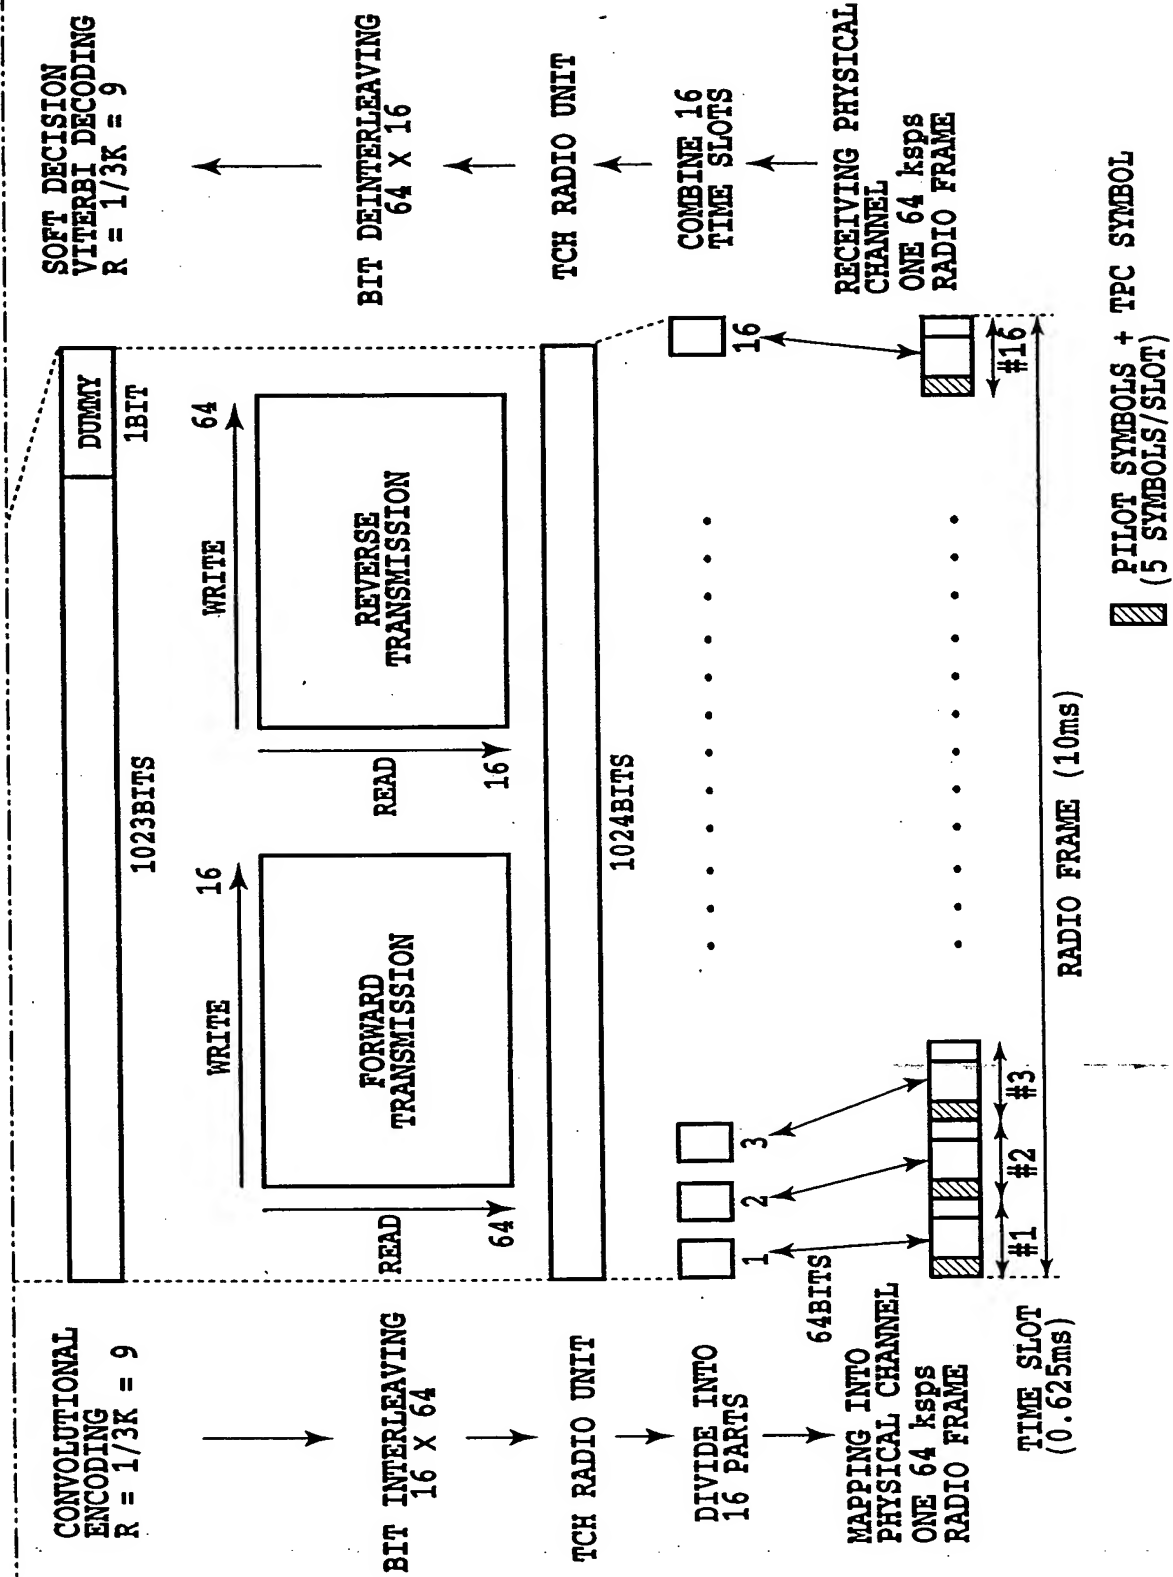 CONVOLUTIONAL
ENCODING
R = 1/3K = 9
1023BITS
DUMMY
1BIT
SOFT DECISION
VITERBI DECODING
R = 1/3K = 9
BIT INTERLEAVING
16 X 64
WRITE
16
READ
64
FORWARD
TRANSMISSION
WRITE
64
READ
16
REVERSE
TRANSMISSION
BIT DEINTERLEAVING
64 X 16
TCH RADIO UNIT
1024BITS
TCH RADIO UNIT
DIVIDE INTO
16 PARTS
1
2
3
16
COMBINE 16
TIME SLOTS
64BITS
MAPPING INTO
PHYSICAL CHANNEL
ONE 64 ksps
RADIO FRAME
RECEIVING PHYSICAL
CHANNEL
ONE 64 ksps
RADIO FRAME
#1
#2
#3
#16
TIME SLOT
(0.625ms)
RADIO FRAME (10ms)
PILOT SYMBOLS + TPC SYMBOL
(5 SYMBOLS/SLOT)